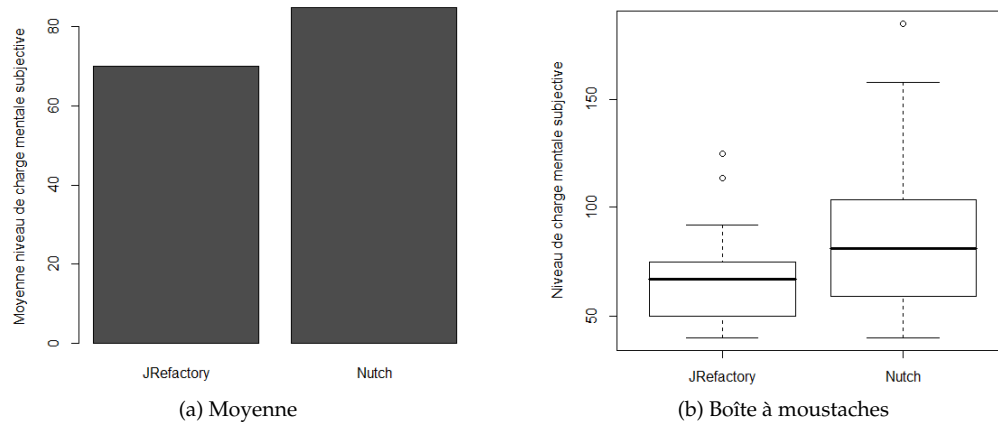 Moyenne niveau de charge mentale subjective
80
60
40
20
0
JRefactory
Nutch
(a) Moyenne
Niveau de charge mentale subjective
150
100
50
JRefactory
Nutch
(b) Boîte à moustaches